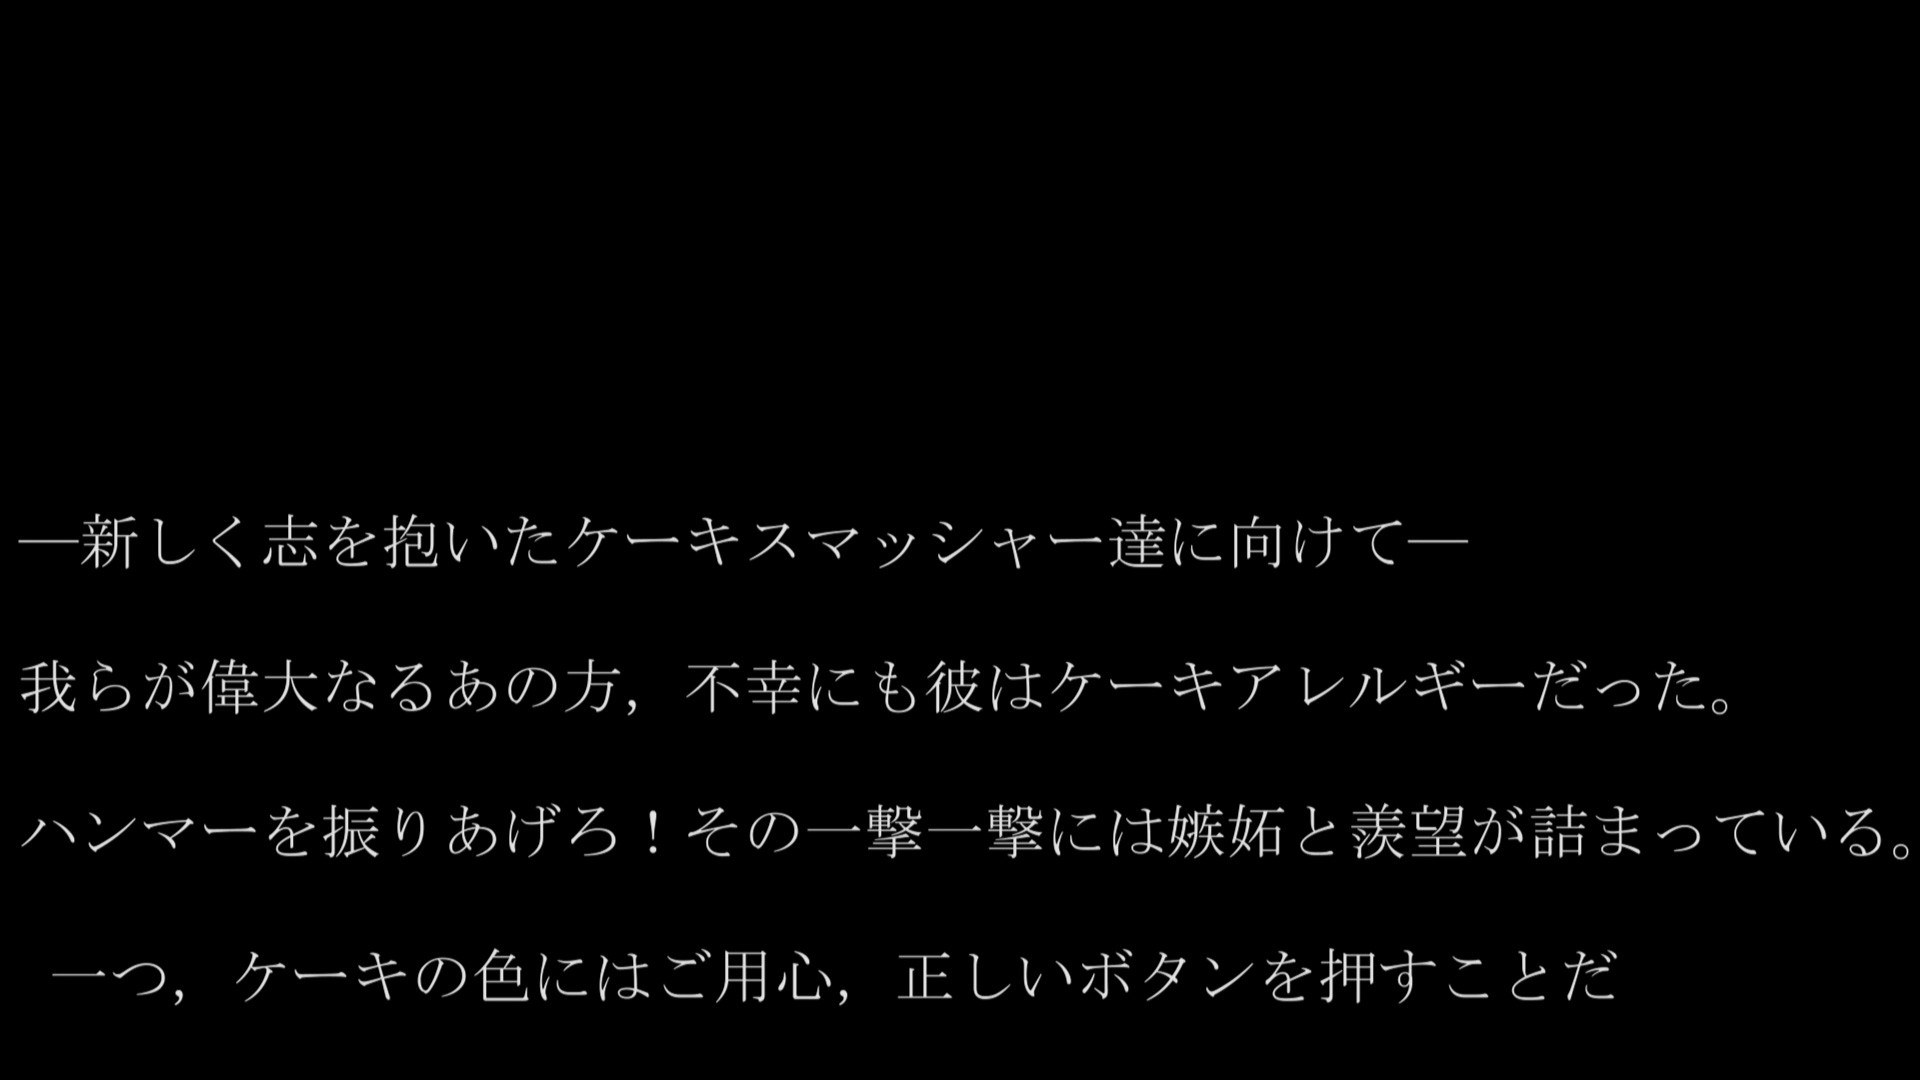 ―新しく志を抱いたケーキスマッシャー達に向けて―
我らが偉大なるあの方，不幸にも彼はケーキアレルギーだった。
ハンマーを振りあげろ！その一撃一撃には嫉妬と羨望が詰まっている。
一つ，ケーキの色にはご用心，正しいボタンを押すことだ